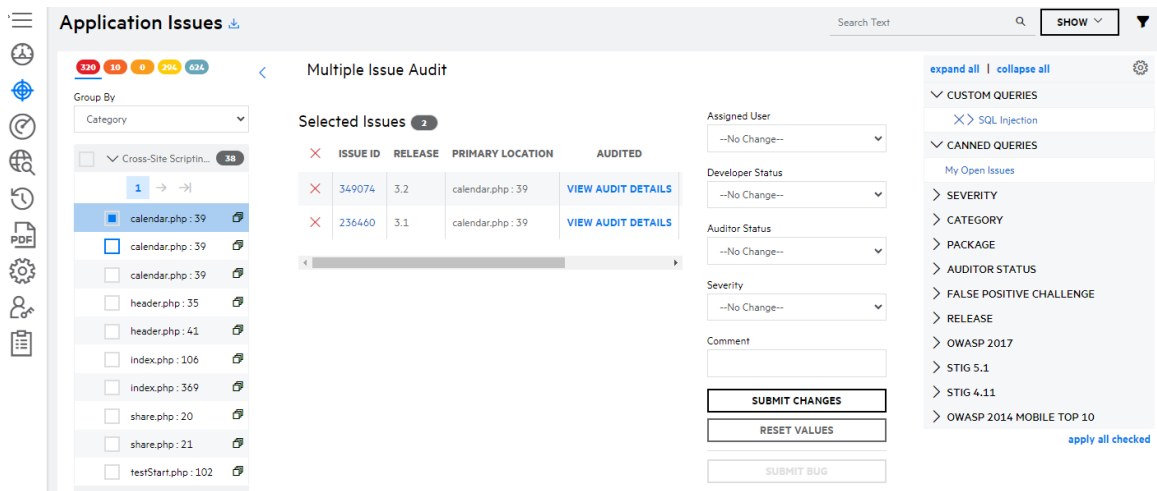 Application Issues
Search Text
SHOW
320 10 0 294 624
Group By
Category
Cross-Site Scriptin... 38
1
calendar.php : 39
calendar.php : 39
calendar.php : 39
header.php : 35
header.php : 41
index.php : 106
index.php : 369
share.php : 20
share.php : 21
testStart.php : 102
PDF
Multiple Issue Audit
Selected Issues 2
ISSUE ID RELEASE PRIMARY LOCATION AUDITED
349074 3.2 calendar.php : 39 VIEW AUDIT DETAILS
236460 3.1 calendar.php : 39 VIEW AUDIT DETAILS
Assigned User
--No Change--
Developer Status
--No Change--
Auditor Status
--No Change--
Severity
--No Change--
Comment
SUBMIT CHANGES
RESET VALUES
SUBMIT BUG
expand all | collapse all
CUSTOM QUERIES
SQL Injection
CANNED QUERIES
My Open Issues
SEVERITY
CATEGORY
PACKAGE
AUDITOR STATUS
FALSE POSITIVE CHALLENGE
RELEASE
OWASP 2017
STIG 5.1
STIG 4.11
OWASP 2014 MOBILE TOP 10
apply all checked